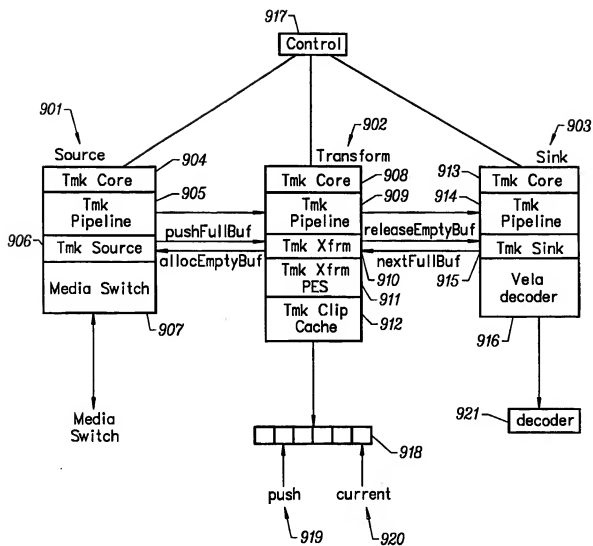 917
Control
901
902
903
Source
904
Transform
908
913
Sink
Tmk Core
905
Tmk Core
909
914
Tmk Core
Tmk
Pipeline
Tmk
Pipeline
Tmk
Pipeline
906
pushFullBuf
releaseEmptyBuf
Tmk Source
Tmk Xfrm
Tmk Sink
allocEmptyBuf
910
nextFullBuf
915
Media Switch
Tmk Xfrm
PES
911
Vela
decoder
907
Tmk Clip
Cache
912
916
Media
Switch
918
921
decoder
push
current
919
920